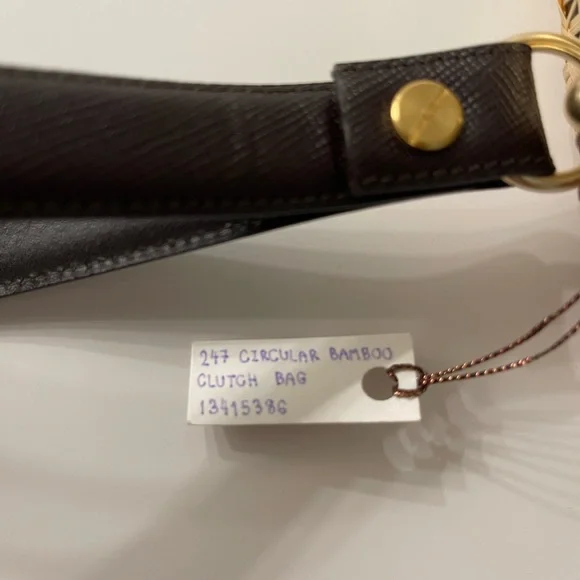 247 CIRCULAR BAMBOO
CLUTCH BAG
13415386